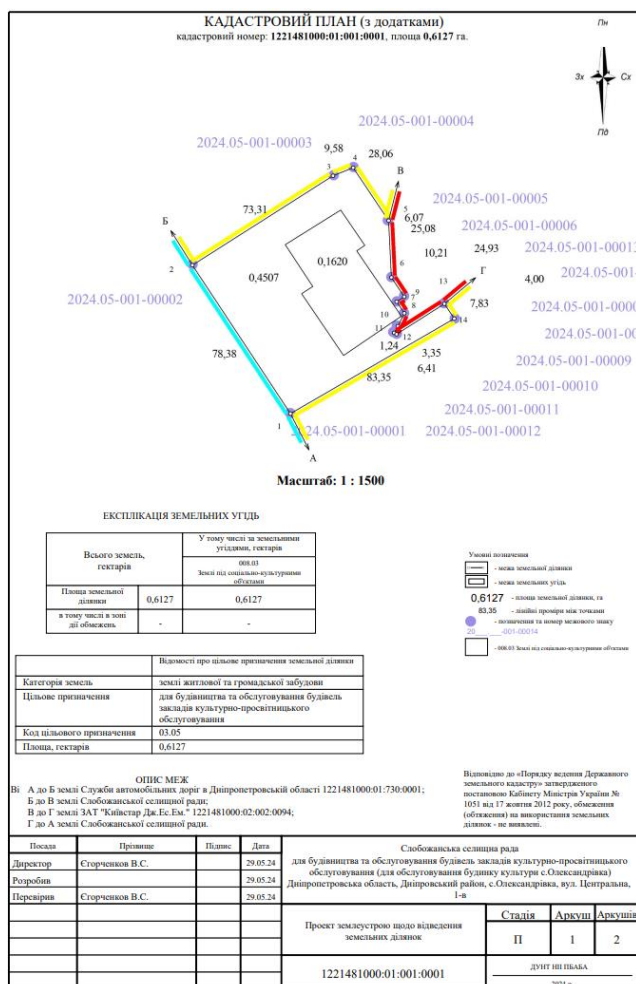 КАДАСТРОВИЙ ПЛАН (з додатками)
кадастровий номер: 1221481000:01:001:0001, площа 0,6127 га.
Пн
Зх
Сх
Пд
2024.05-001-00004
9,58
4
28,06
2024.05-001-00003
3
В
73,31
2024.05-001-00005
5
6,07
Б
25,08
2024.05-001-00006
10,21
24,93
2024.05-001-00013
2
0,1620
6
Г
0,4507
13
4,00
2024.05-001-00002
9
7
7,83
8
10
14
11
12
1,24
3,35
78,38
6,41
2024.05-001-00009
83,35
2024.05-001-00010
2024.05-001-00011
1
2024.05-001-00001
2024.05-001-00012
А
Масштаб: 1 : 1500
ЕКСПЛІКАЦІЯ ЗЕМЕЛЬНИХ УГІДЬ
Всього земель, гектарів
У тому числі за земельними угіддями, гектарів
008.03
Землі під соціально-культурними об'єктами
Площа земельної ділянки
0,6127
0,6127
в тому числі в зоні дії обмежень
-
-
Умовні позначення
- межа земельної ділянки
- межа земельних угідь
0,6127 - площа земельної ділянки, га
83,35 - лінійні проміри між точками
- позначення та номер межового знаку
20____-001-00014
- 008.03 Землі під соціально-культурними об'єктами
Відомості про цільове призначення земельної ділянки
Категорія земель
землі житлової та громадської забудови
Цільове призначення
для будівництва та обслуговування будівель
закладів культурно-просвітницького
обслуговування
Код цільового призначення
03.05
Площа, гектарів
0,6127
ОПИС МЕЖ
Ві А до Б землі Служби автомобільних доріг в Дніпропетровській області 1221481000:01:730:0001;
Б до В землі Слобожанської селищної ради;
В до Г землі ЗАТ "Київстар Дж.Ес.Ем." 1221481000:02:002:0094;
Г до А землі Слобожанської селищної ради.
Відповідно до «Порядку ведення Державного
земельного кадастру» затвердженого
постановою Кабінету Міністрів України №
1051 від 17 жовтня 2012 року, обмеження
(обтяження) на використання земельних
ділянок - не виявлені.
Посада
Прізвище
Підпис
Дата
Директор
Єгорченков В.С.
29.05.24
Розробив
29.05.24
Перевірив
Єгорченков В.С.
29.05.24
Слобожанська селищна рада
для будівництва та обслуговування будівель закладів культурно-просвітницького
обслуговування (для обслуговування будинку культури с.Олександрівка)
Дніпропетровська область, Дніпровський район, с.Олександрівка, вул. Центральна,
1-в
Проект землеустрою щодо відведення
земельних ділянок
Стадія
Аркуш
Аркушів
П
1
2
1221481000:01:001:0001
ДУНТ НІІ ПБАБА